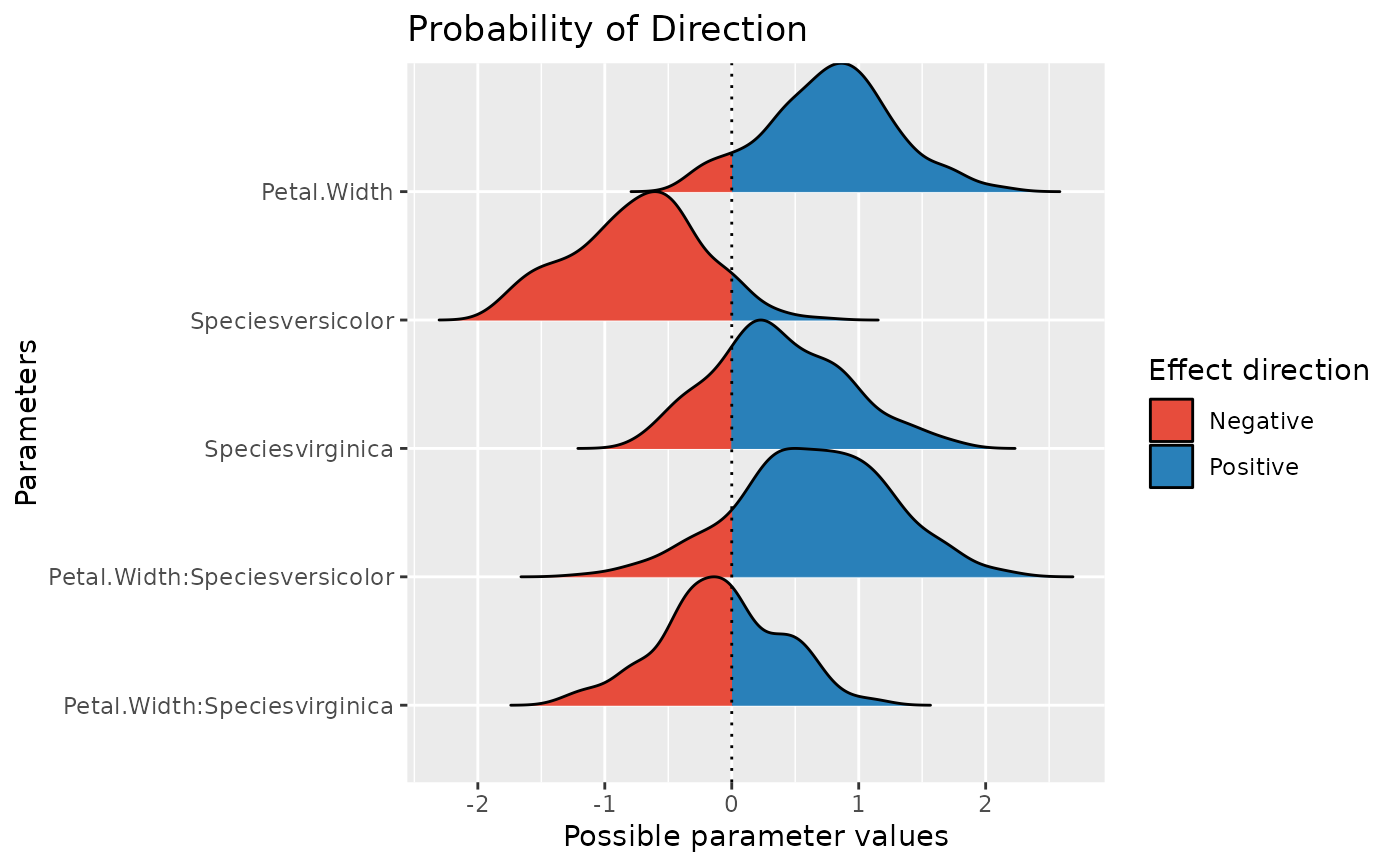 Probability of Direction
Parameters
Petal.Width
Speciesversicolor
Speciesvirginica
Petal.Width:Speciesversicolor
Petal.Width:Speciesvirginica
-2 -1 0 1 2
Possible parameter values
Effect direction
Negative
Positive